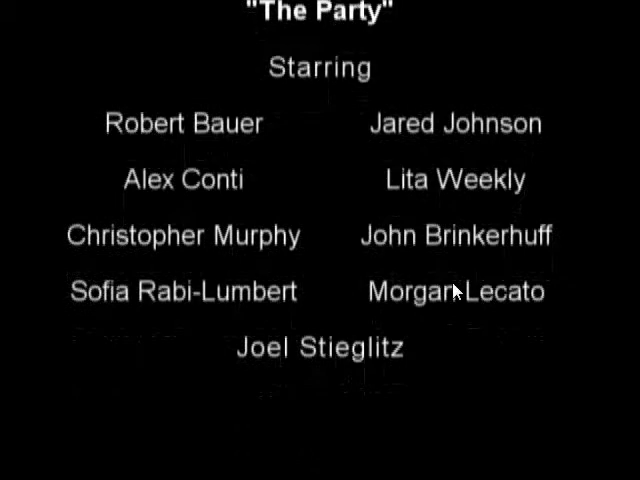 "The Party"
Starring
Robert Bauer Jared Johnson
Alex Conti Lita Weekly
Christopher Murphy John Brinkerhuff
Sofia Rabi-Lumbert Morgan Lecato
Joel Stieglitz